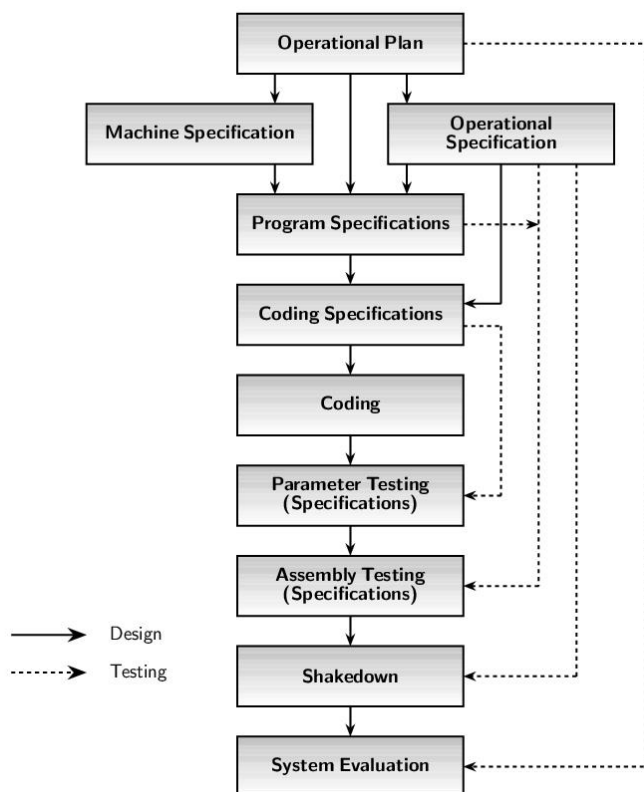 Operational Plan
Machine Specification
Operational
Specification
Program Specifications
Coding Specifications
Coding
Parameter Testing
(Specifications)
Assembly Testing
(Specifications)
Design
Testing
Shakedown
System Evaluation